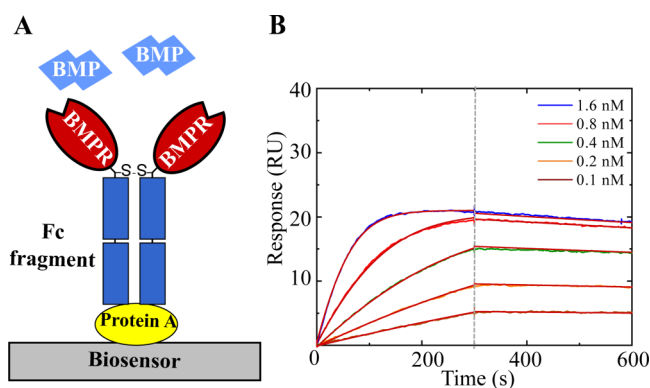 A
BMP
BMP
BMPR
BMPR
S S
Fc
fragment
Protein A
Biosensor
B
Response (RU)
40
30
20
10
0
0
200
400
600
Time (s)
1.6 nM
0.8 nM
0.4 nM
0.2 nM
0.1 nM